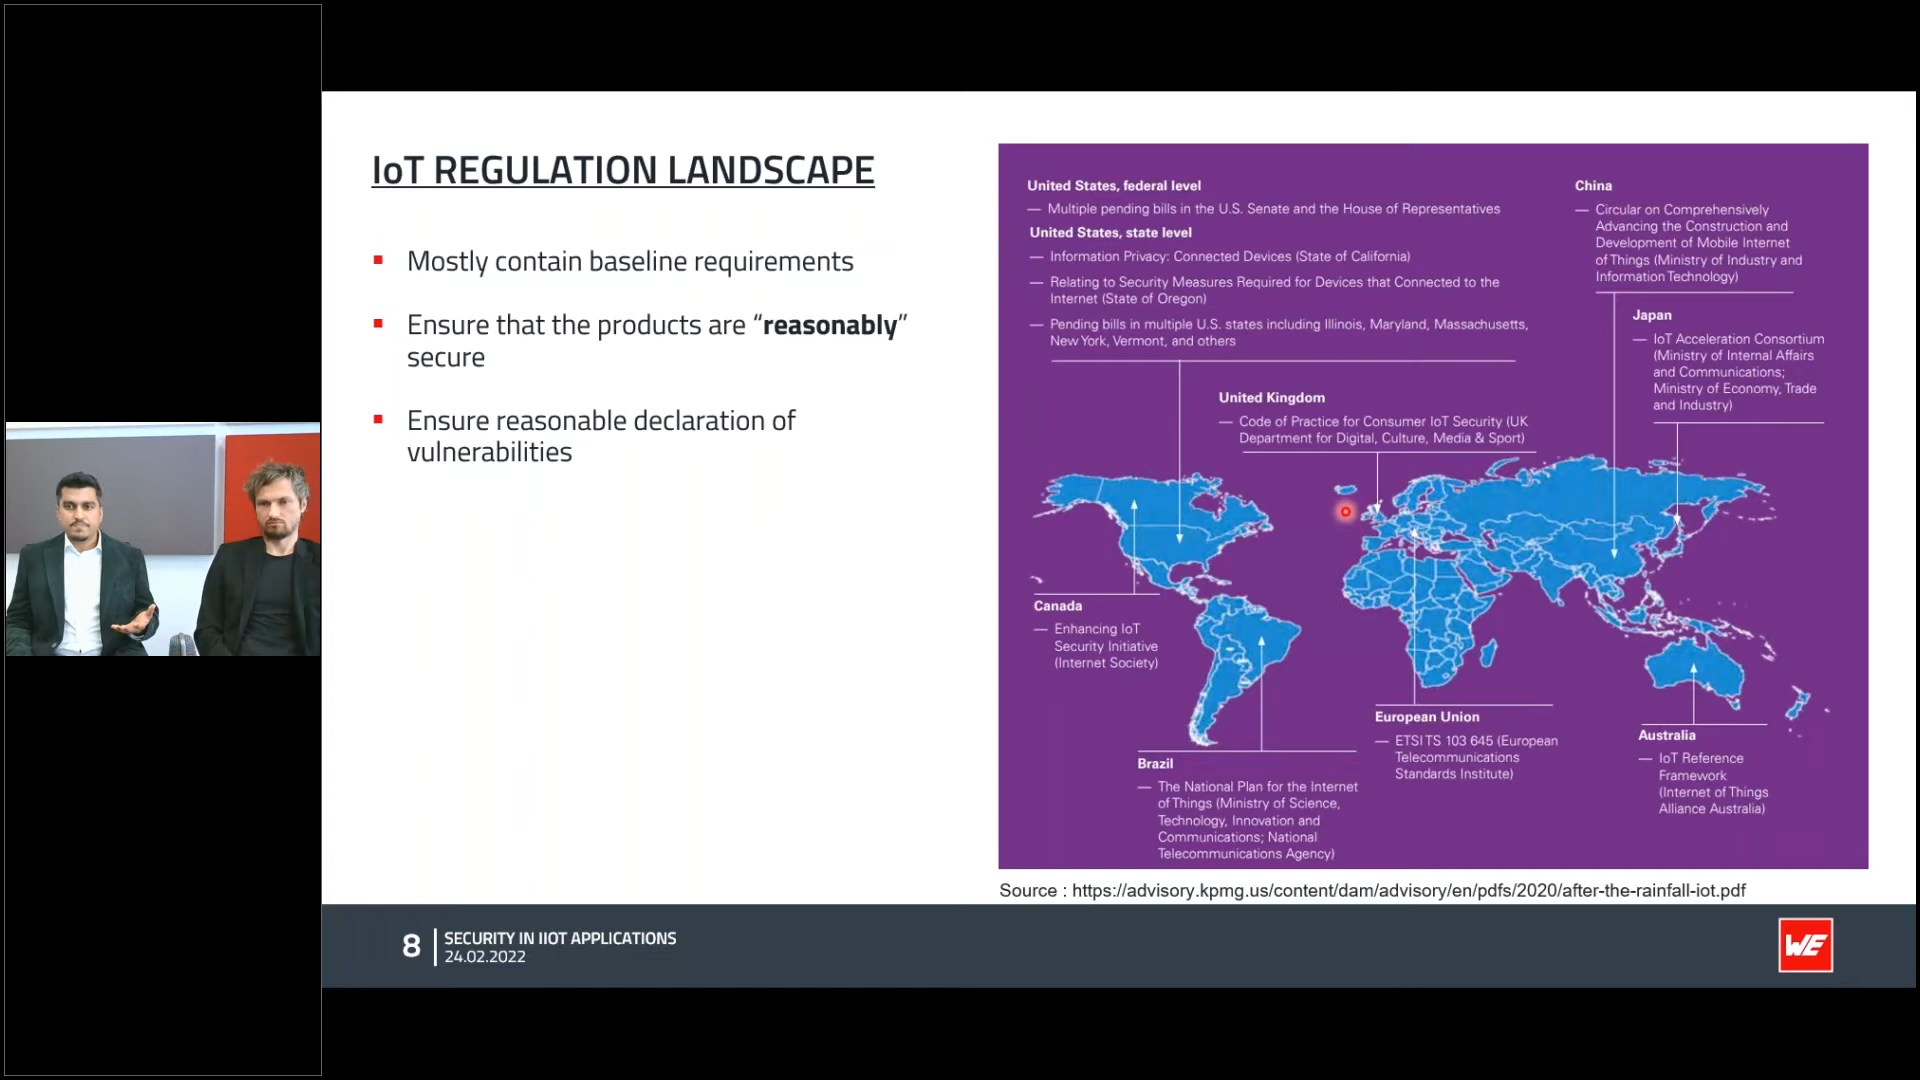 IoT REGULATION LANDSCAPE
Mostly contain baseline requirements
Ensure that the products are “reasonably”
secure
Ensure reasonable declaration of
vulnerabilities
United States, federal level
— Multiple pending bills in the U.S. Senate and the House of Representatives
United States, state level
— Information Privacy: Connected Devices (State of California)
— Relating to Security Measures Required for Devices that Connected to the
Internet (State of Oregon)
— Pending bills in multiple U.S. states including Illinois, Maryland, Massachusetts,
New York, Vermont, and others
China
— Circular on Comprehensively
Advancing the Construction and
Development of Mobile Internet
of Things (Ministry of Industry and
Information Technology)
Japan
— IoT Acceleration Consortium
(Ministry of Internal Affairs
and Communications;
Ministry of Economy, Trade
and Industry)
United Kingdom
— Code of Practice for Consumer IoT Security (UK
Department for Digital, Culture, Media & Sport)
Canada
— Enhancing IoT
Security Initiative
(Internet Society)
Brazil
— The National Plan for the Internet
of Things (Ministry of Science,
Technology, Innovation and
Communications; National
Telecommunications Agency)
European Union
— ETSI TS 103 645 (European
Telecommunications
Standards Institute)
Australia
— IoT Reference
Framework
(Internet of Things
Alliance Australia)
Source : https://advisory.kpmg.us/content/dam/advisory/en/pdfs/2020/after-the-rainfall-iot.pdf
8
SECURITY IN IIOT APPLICATIONS
24.02.2022
WE